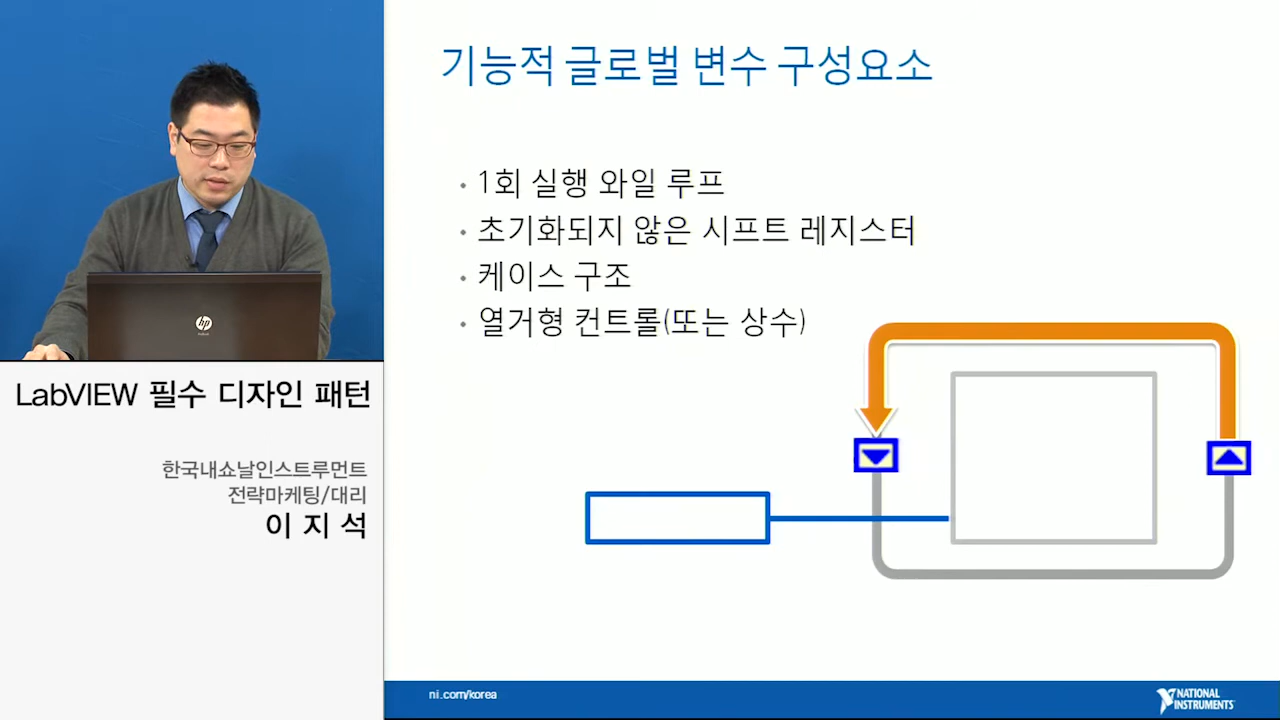 기능적 글로벌 변수 구성요소
1회 실행 와일 루프
초기화되지 않은 시프트 레지스터
케이스 구조
열거형 컨트롤(또는 상수)
hp
LabVIEW 필수 디자인 패턴
한국내쇼날인스트루먼트
전략마케팅/대리
이 지 석
ni.com/korea
NATIONAL
INSTRUMENTS